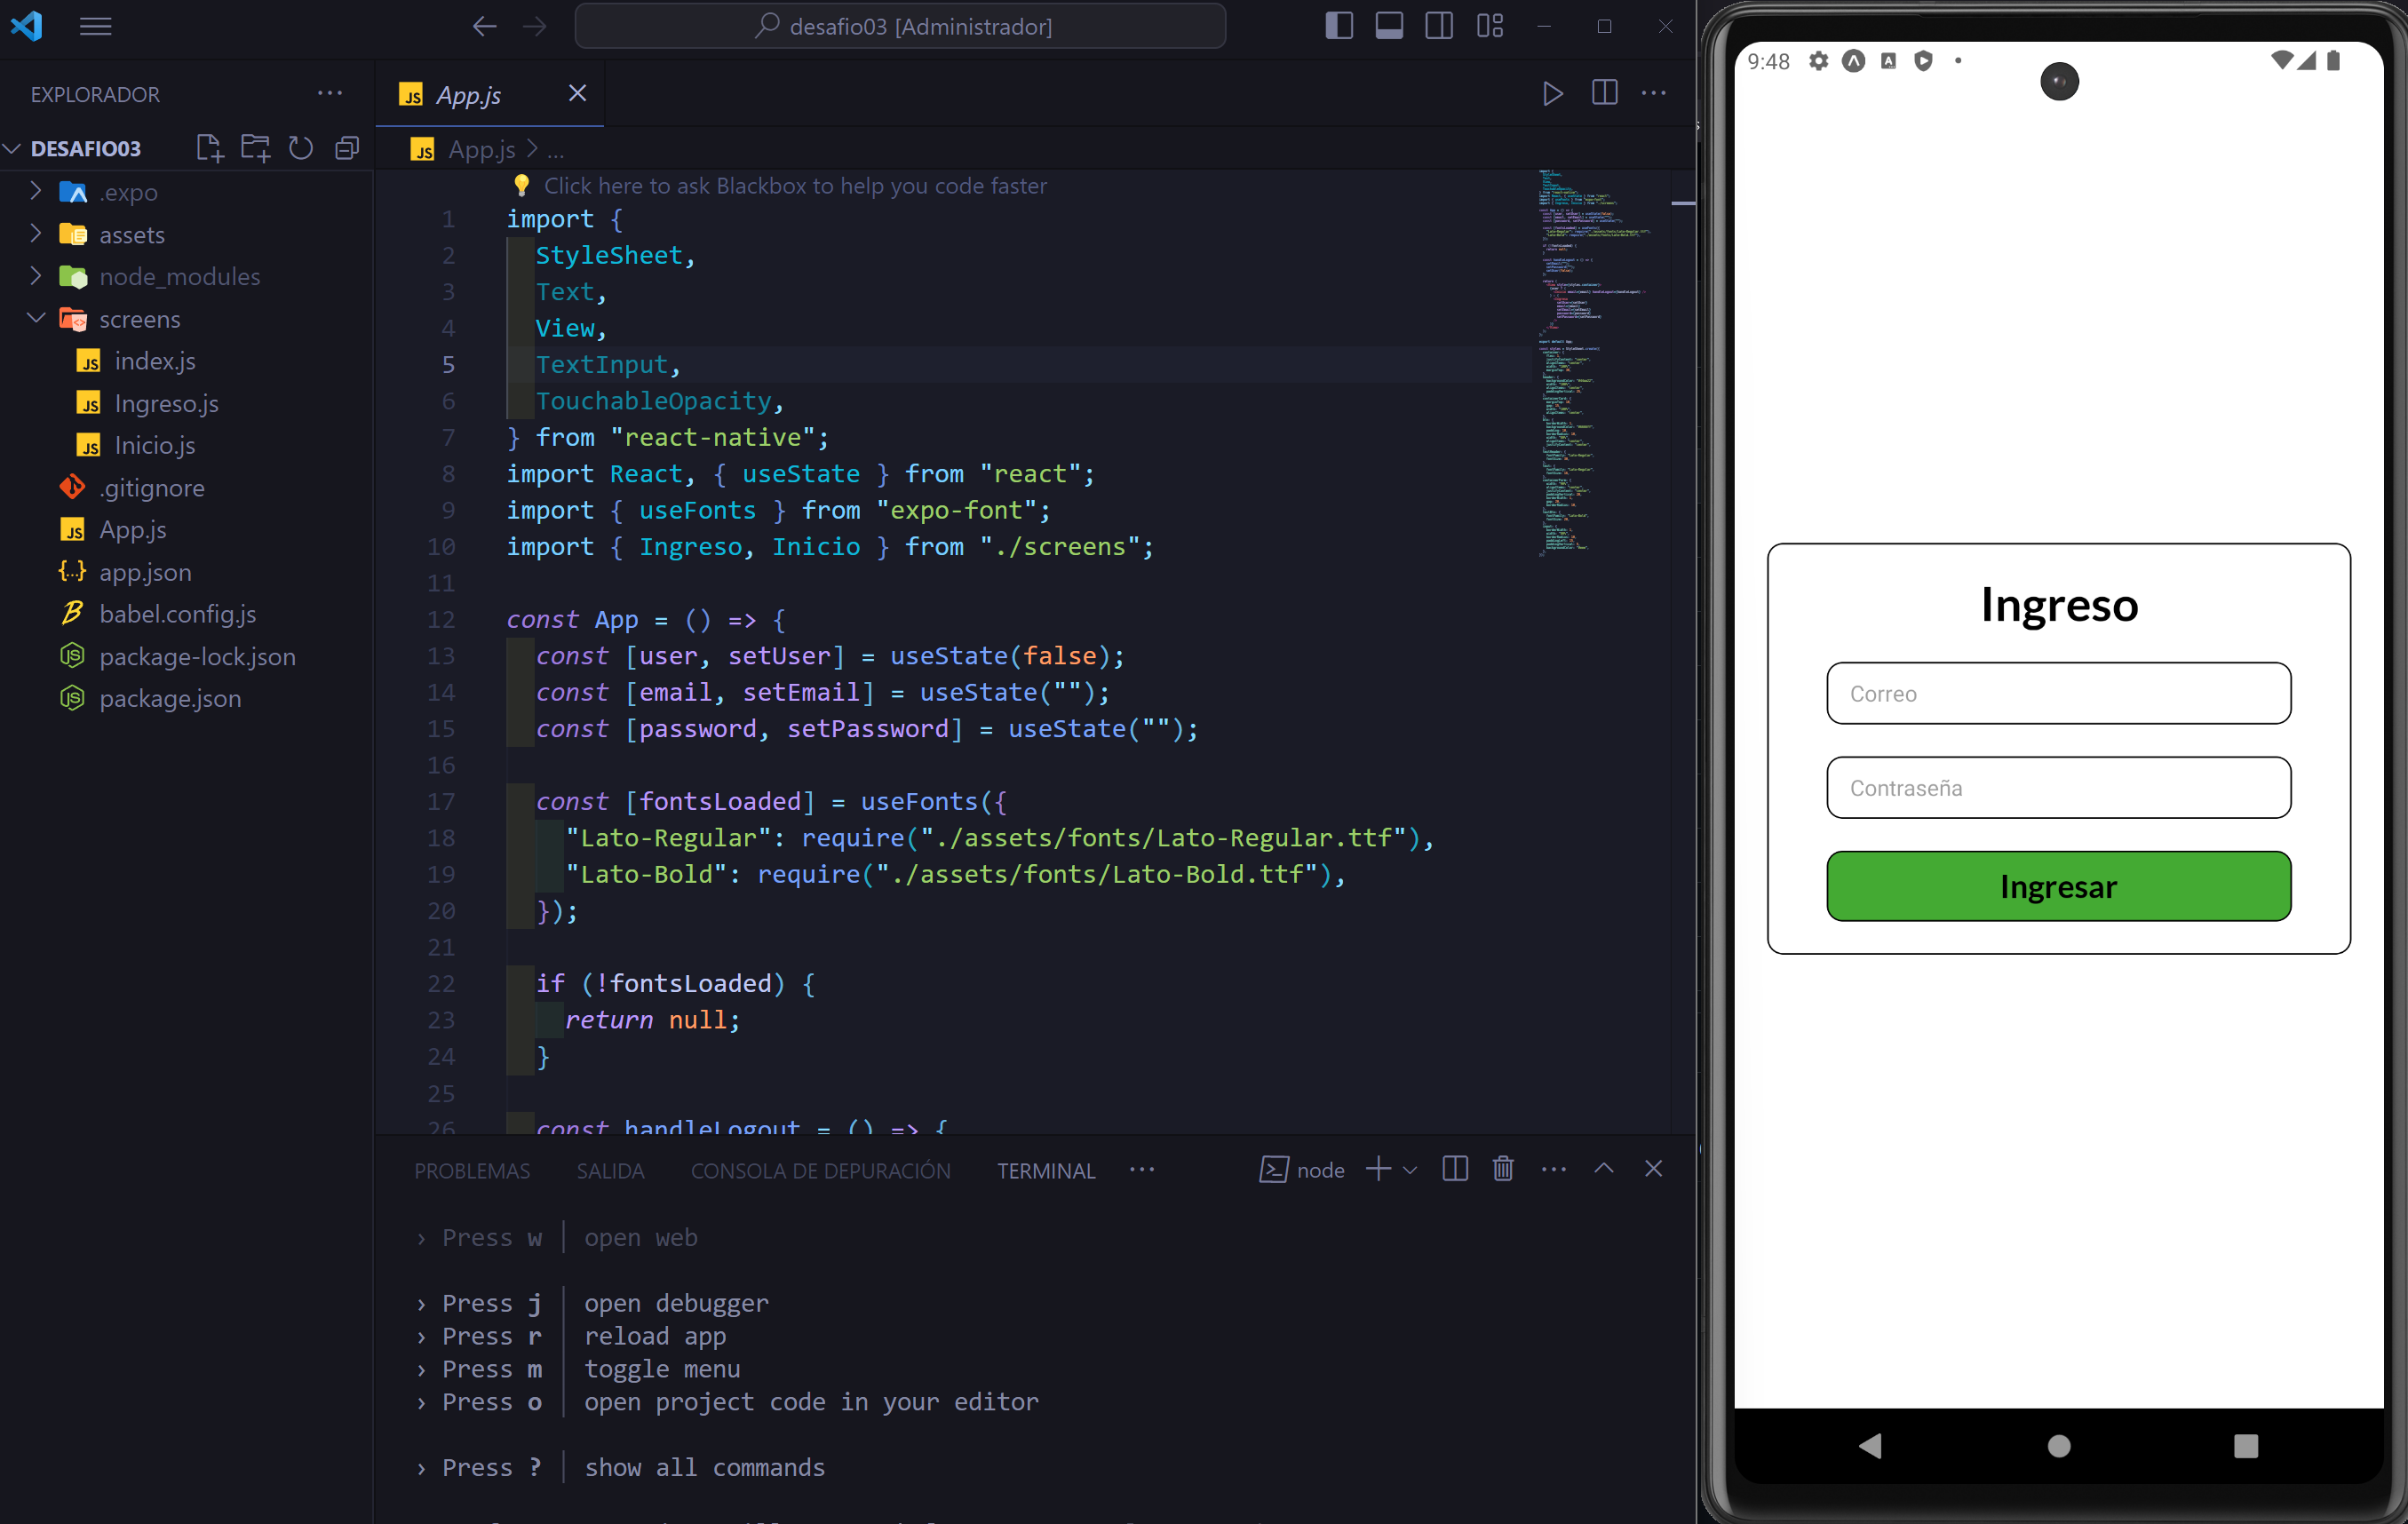 desafio03 [Administrador]
EXPLORADOR
DESAFIO03
.expo
assets
node_modules
screens
index.js
Ingreso.js
Inicio.js
.gitignore
App.js
app.json
babel.config.js
package-lock.json
package.json
JS App.js
JS App.js > ...
Click here to ask Blackbox to help you code faster
1 import {
2 StyleSheet,
3 Text,
4 View,
5 TextInput,
6 TouchableOpacity,
7 } from "react-native";
8 import React, { useState } from "react";
9 import { useFonts } from "expo-font";
10 import { Ingreso, Inicio } from "./screens";
11
12 const App = () => {
13 const [user, setUser] = useState(false);
14 const [email, setEmail] = useState("");
15 const [password, setPassword] = useState("");
16
17 const [fontsLoaded] = useFonts({
18 "Lato-Regular": require("./assets/fonts/Lato-Regular.ttf"),
19 "Lato-Bold": require("./assets/fonts/Lato-Bold.ttf"),
20 });
21
22 if (!fontsLoaded) {
23 return null;
24 }
25
26 const handleLogout = () => {
PROBLEMAS SALIDA CONSOLA DE DEPURACIÓN TERMINAL ... node
› Press w │ open web
› Press j │ open debugger
› Press r │ reload app
› Press m │ toggle menu
› Press o │ open project code in your editor
› Press ? │ show all commands
9:48
Ingreso
Correo
Contraseña
Ingresar